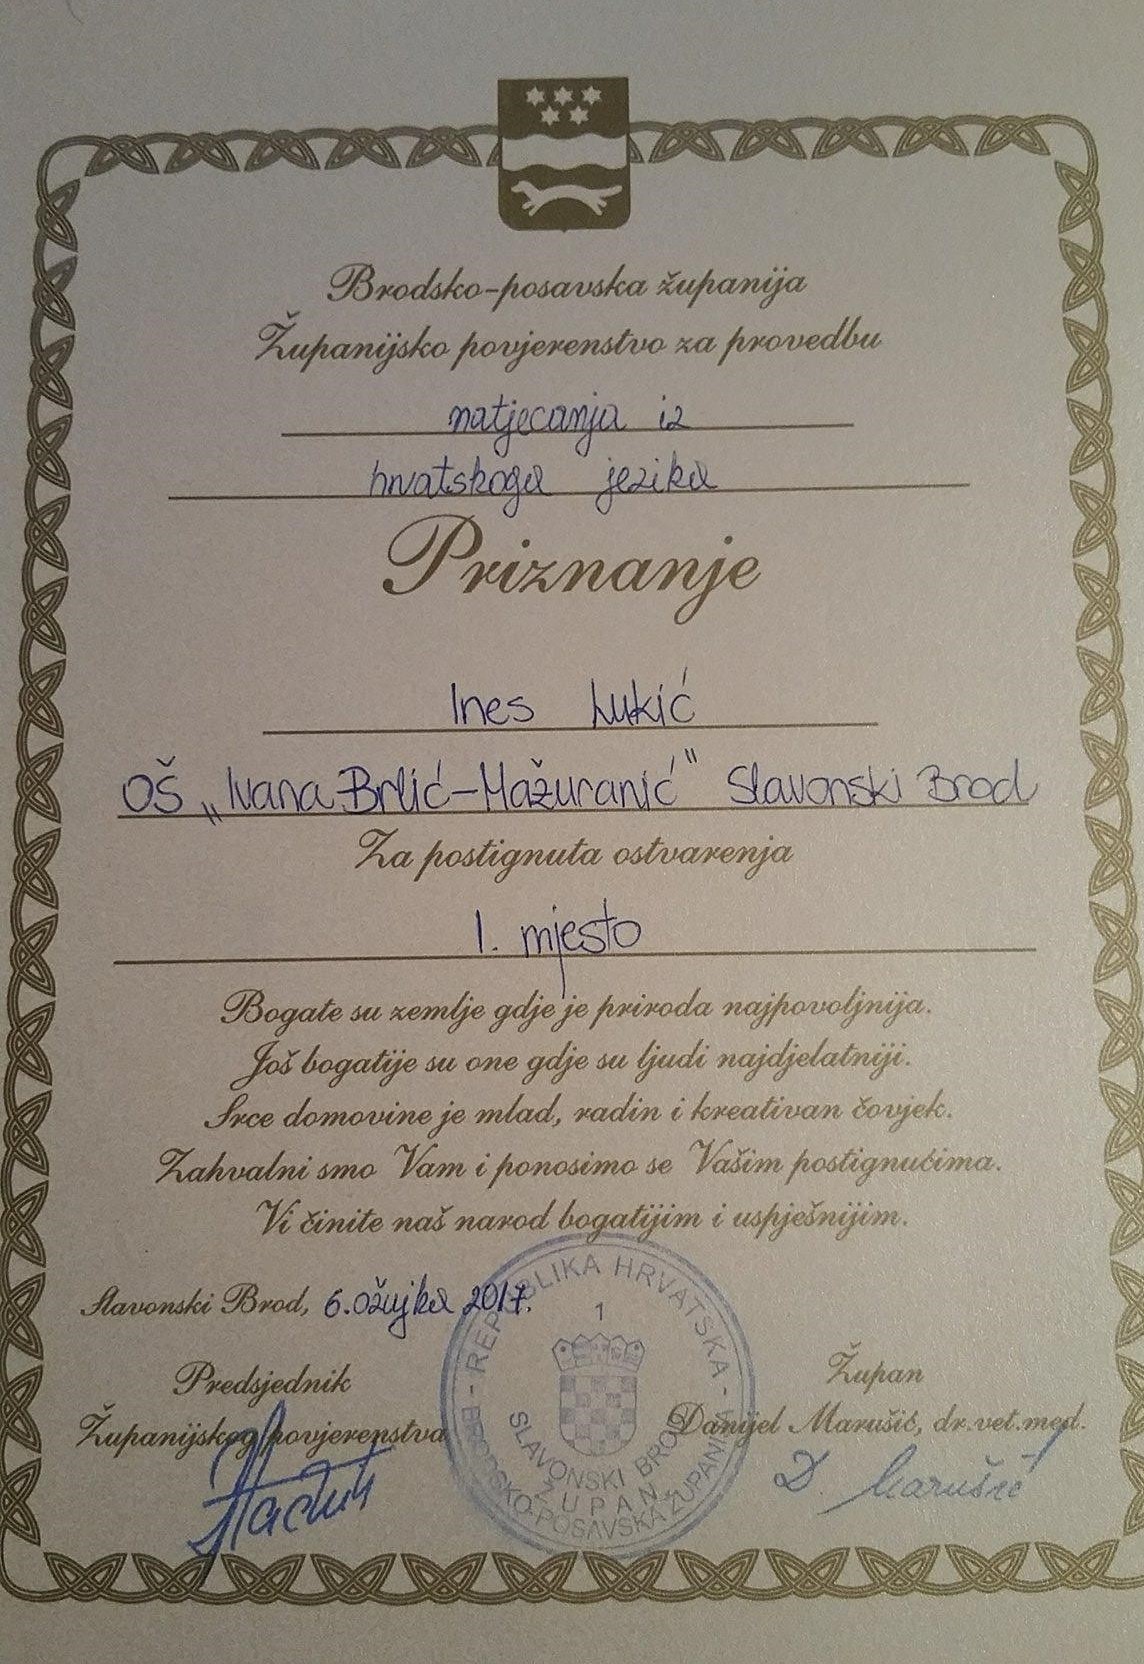 Brodsko-posavska županija
Županijsko povjerenstvo za provedbu
natjecanja iz
hrvatskoga jezika
Priznanje
Ines Lukić
OŠ „Ivana Brlić-Mažuranić" Slavonski Brod
Za postignuta ostvarenja
1. mjesto
Bogate su zemlje gdje je priroda najpovoljnija.
Još bogatije su one gdje su ljudi najdjelatniji.
Srce domovine je mlad, radin i kreativan čovjek.
Zahvalni smo Vam i ponosimo se Vašim postignućima.
Vi činite naš narod bogatijim i uspješnijim.
Slavonski Brod, 6. ožujka 2017.
Predsjednik
Županijskog povjerenstva
Župan
Danijel Marušić, dr.vet.med.
D. Marušić
REPUBLIKA HRVATSKA
1
BRODSKO-POSAVSKA ŽUPANIJA
SLAVONSKI BROD
ŽUPAN